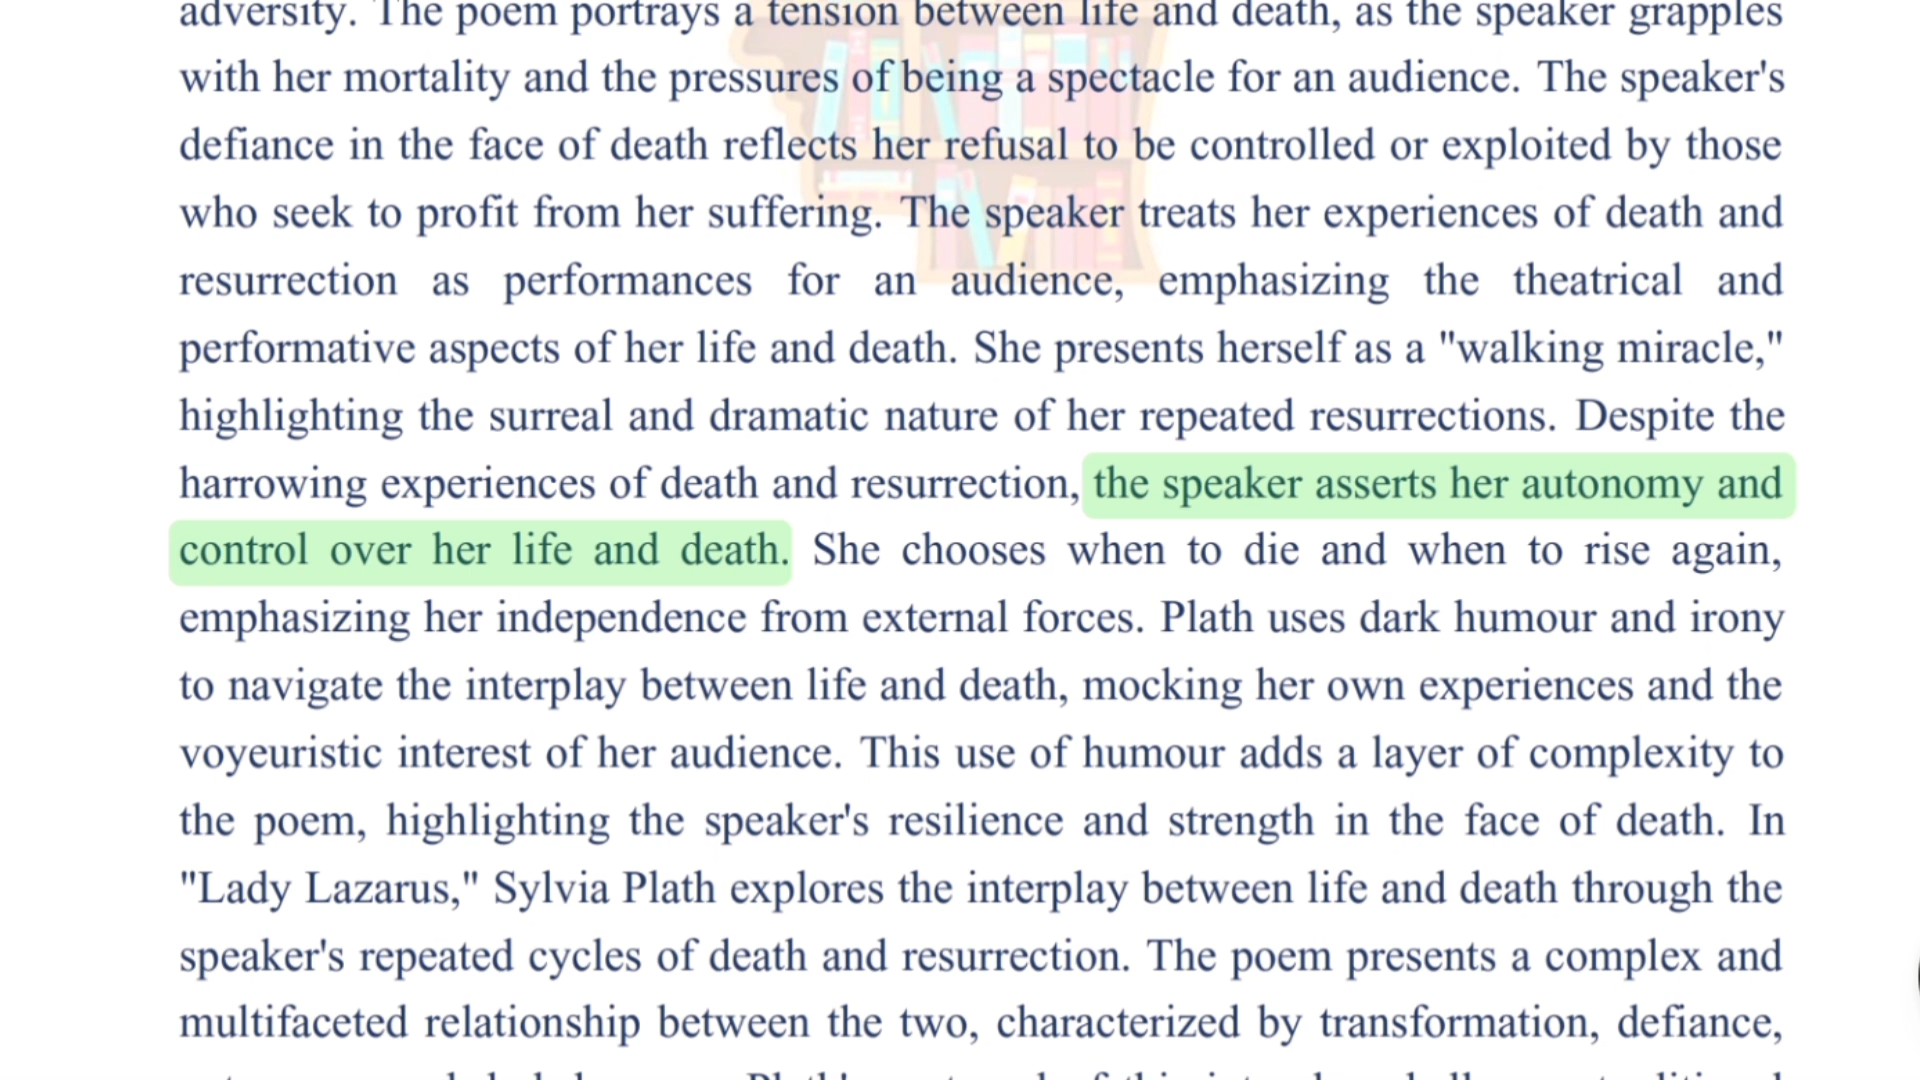 adversity. The poem portrays a tension between life and death, as the speaker grapples
with her mortality and the pressures of being a spectacle for an audience. The speaker's
defiance in the face of death reflects her refusal to be controlled or exploited by those
who seek to profit from her suffering. The speaker treats her experiences of death and
resurrection as performances for an audience, emphasizing the theatrical and
performative aspects of her life and death. She presents herself as a "walking miracle,"
highlighting the surreal and dramatic nature of her repeated resurrections. Despite the
harrowing experiences of death and resurrection, the speaker asserts her autonomy and
control over her life and death. She chooses when to die and when to rise again,
emphasizing her independence from external forces. Plath uses dark humour and irony
to navigate the interplay between life and death, mocking her own experiences and the
voyeuristic interest of her audience. This use of humour adds a layer of complexity to
the poem, highlighting the speaker's resilience and strength in the face of death. In
"Lady Lazarus," Sylvia Plath explores the interplay between life and death through the
speaker's repeated cycles of death and resurrection. The poem presents a complex and
multifaceted relationship between the two, characterized by transformation, defiance,